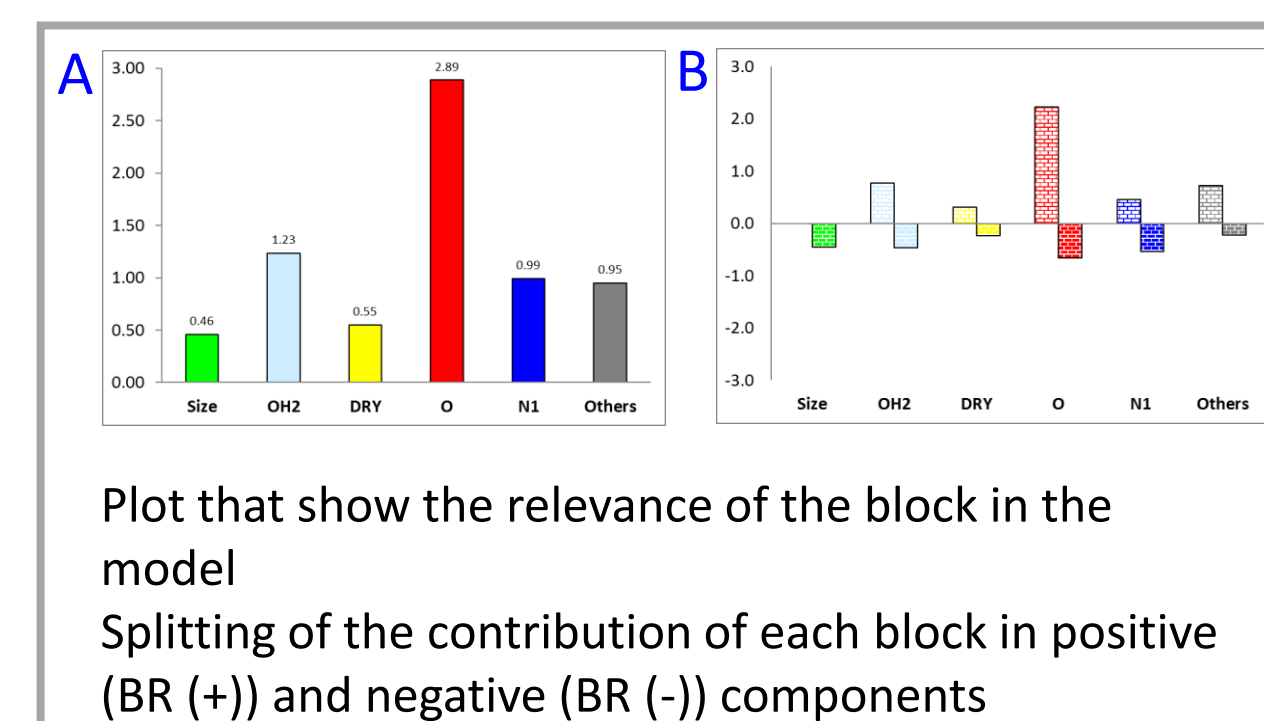 A
3.00
2.50
2.00
1.50
1.00
0.50
0.00
0.46
1.23
0.55
2.89
0.99
0.95
Size OH2 DRY O N1 Others
B
3.0
2.0
1.0
0.0
-1.0
-2.0
-3.0
Size OH2 DRY O N1 Others
Plot that show the relevance of the block in the
model
Splitting of the contribution of each block in positive
(BR (+)) and negative (BR (-)) components